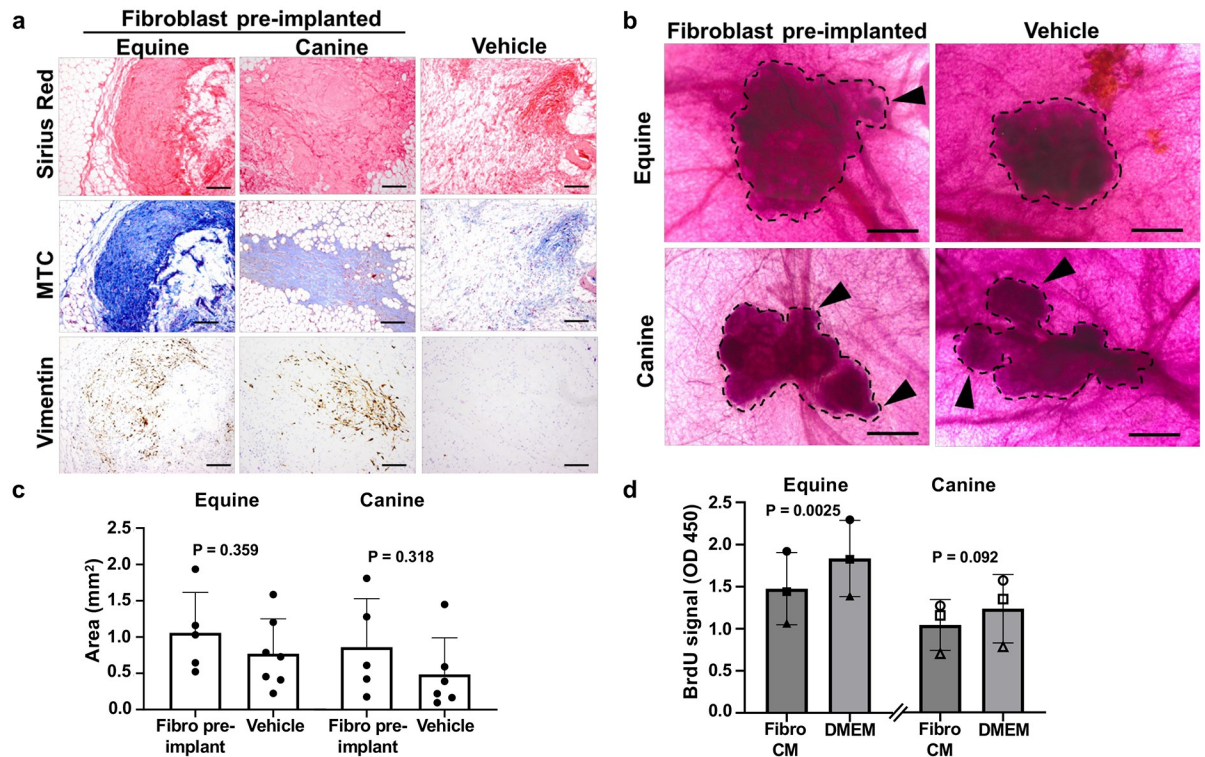 a
Fibroblast pre-implanted
Equine
Canine
Vehicle
Sirius Red
MTC
Vimentin
b
Fibroblast pre-implanted
Vehicle
Equine
Canine
c
Equine
Canine
Area (mm²)
2.5
2.0
1.5
1.0
0.5
0.0
P = 0.359
P = 0.318
Fibro pre-
implant
Vehicle
Fibro pre-
implant
Vehicle
d
Equine
Canine
BrdU signal (OD 450)
2.5
2.0
1.5
1.0
0.5
0.0
P = 0.0025
P = 0.092
Fibro
CM
DMEM
Fibro
CM
DMEM